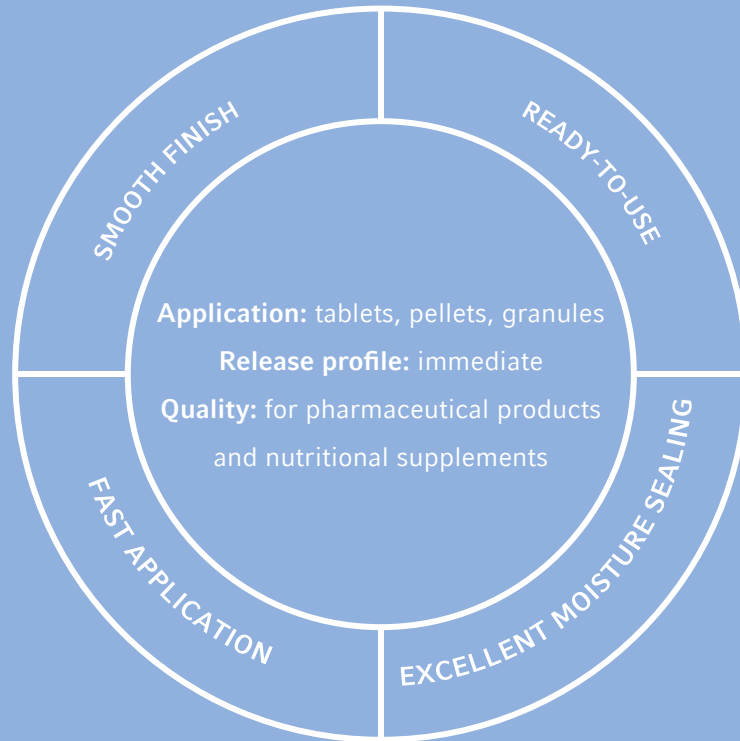 SMOOTH FINISH
READY-TO-USE
Application: tablets, pellets, granules
Release profile: immediate
Quality: for pharmaceutical products
and nutritional supplements
FAST APPLICATION
EXCELLENT MOISTURE SEALING